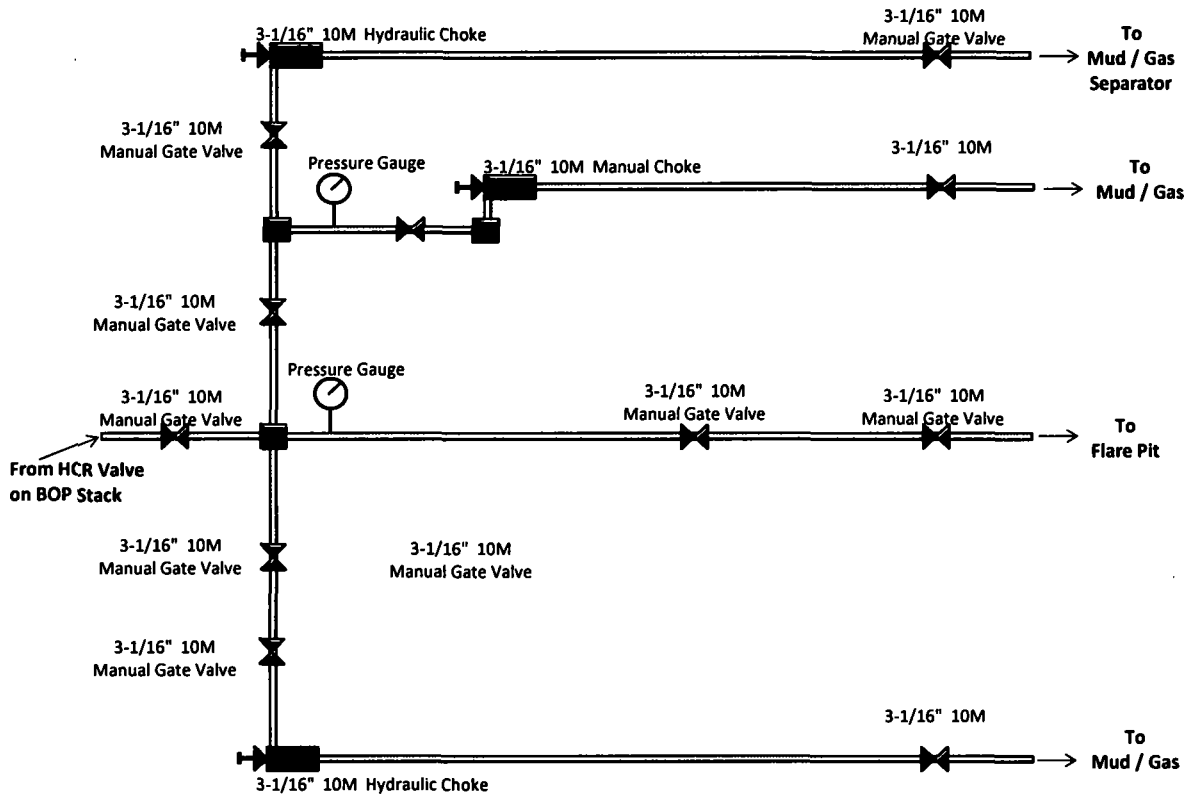 3-1/16" 10M Hydraulic Choke
3-1/16" 10M
Manual Gate Valve
To
Mud / Gas
Separator
3-1/16" 10M
Manual Gate Valve
Pressure Gauge
3-1/16" 10M Manual Choke
3-1/16" 10M
To
Mud / Gas
3-1/16" 10M
Manual Gate Valve
Pressure Gauge
3-1/16" 10M
Manual Gate Valve
3-1/16" 10M
Manual Gate Valve
3-1/16" 10M
Manual Gate Valve
To
Flare Pit
From HCR Valve
on BOP Stack
3-1/16" 10M
Manual Gate Valve
3-1/16" 10M
Manual Gate Valve
3-1/16" 10M
Manual Gate Valve
3-1/16" 10M
To
Mud / Gas
3-1/16" 10M Hydraulic Choke